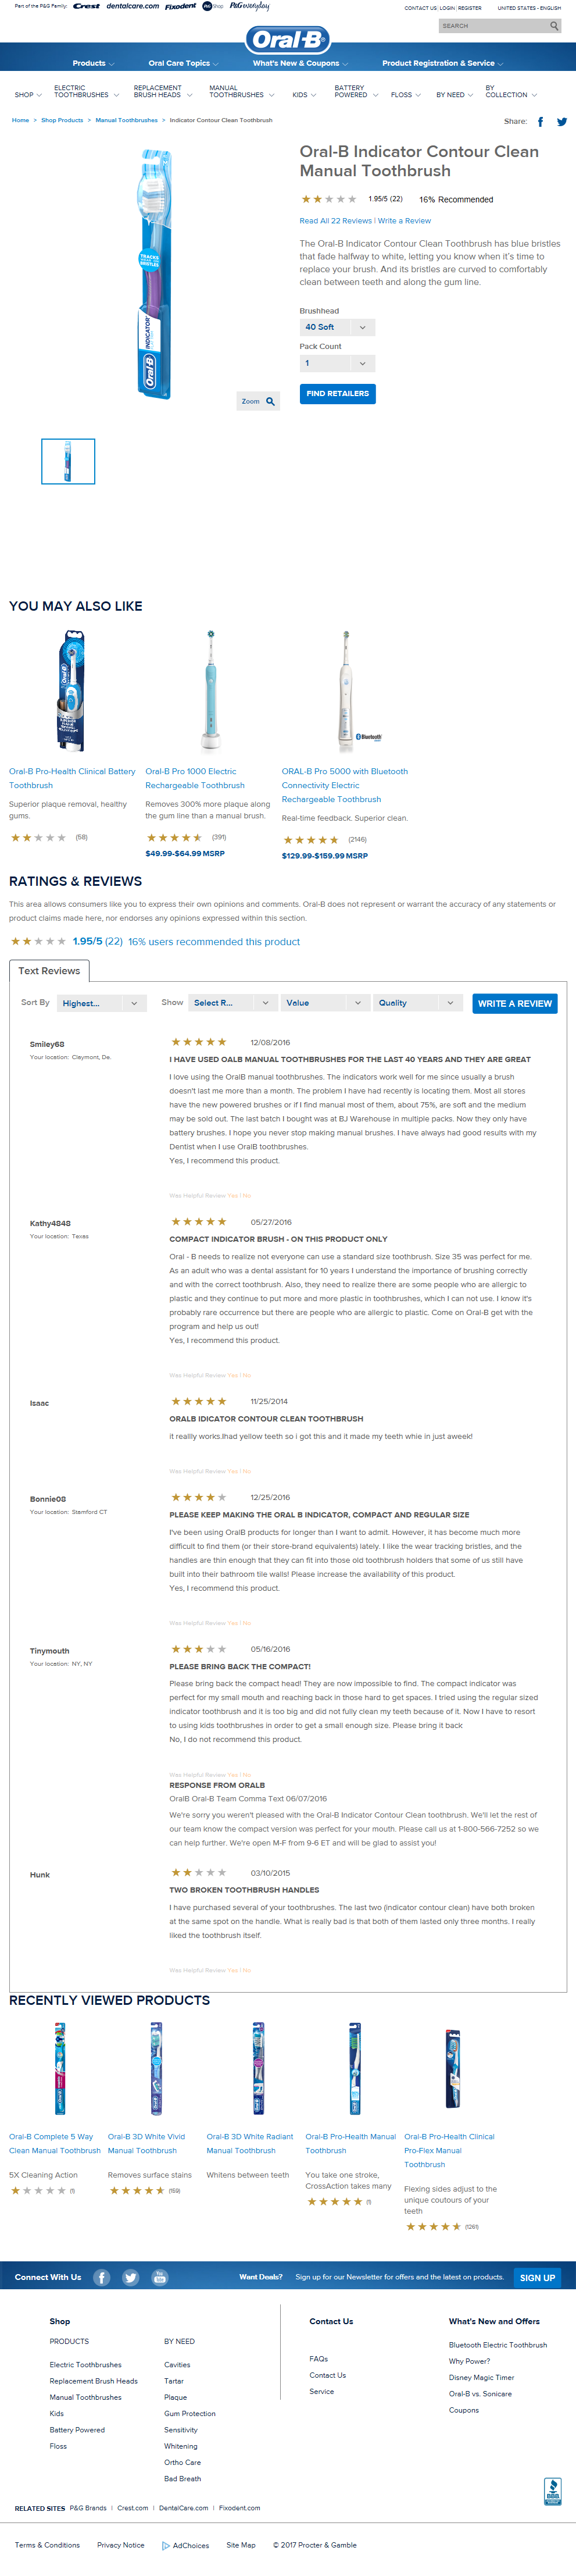 Part of the P&G Family: Crest dentalcare.com Fixodent P&G Shop P&G everyday
CONTACT US: LOGIN | REGISTER UNITED STATES - ENGLISH
SEARCH
Oral-B
Products Oral Care Topics What's New & Coupons Product Registration & Service
SHOP ELECTRIC TOOTHBRUSHES REPLACEMENT BRUSH HEADS MANUAL TOOTHBRUSHES KIDS BATTERY POWERED FLOSS BY NEED BY COLLECTION
Home > Shop Products > Manual Toothbrushes > Indicator Contour Clean Toothbrush
Share:
Oral-B Indicator Contour Clean
Manual Toothbrush
1.95/5 (22) 16% Recommended
Read All 22 Reviews | Write a Review
The Oral-B Indicator Contour Clean Toothbrush has blue bristles
that fade halfway to white, letting you know when it's time to
replace your brush. And its bristles are curved to comfortably
clean between teeth and along the gum line.
Brushhead
40 Soft
Pack Count
1
FIND RETAILERS
INDICATOR
Oral-B
Zoom
YOU MAY ALSO LIKE
Bluetooth
Oral-B Pro-Health Clinical Battery
Toothbrush
Superior plaque removal, healthy
gums.
(58)
Oral-B Pro 1000 Electric
Rechargeable Toothbrush
Removes 300% more plaque along
the gum line than a manual brush.
(391)
$49.99-$64.99 MSRP
ORAL-B Pro 5000 with Bluetooth
Connectivity Electric
Rechargeable Toothbrush
Real-time feedback. Superior clean.
(2146)
$129.99-$159.99 MSRP
RATINGS & REVIEWS
This area allows consumers like you to express their own opinions and comments. Oral-B does not represent or warrant the accuracy of any statements or
product claims made here, nor endorses any opinions expressed within this section.
1.95/5 (22) 16% users recommended this product
Text Reviews
Sort By Highest... Show Select R... Value Quality WRITE A REVIEW
Smiley68
Your location: Claymont, De.
12/08/2016
I HAVE USED OALB MANUAL TOOTHBRUSHES FOR THE LAST 40 YEARS AND THEY ARE GREAT
I love using the OralB manual toothbrushes. The indicators work well for me since usually a brush
doesn't last me more than a month. The problem I have had recently is locating them. Most all stores
have the new powered brushes or if I find manual most of them, about 75%, are soft and the medium
may be sold out. The last batch I bought was at BJ Warehouse in multiple packs. Now they only have
battery brushes. I hope you never stop making manual brushes. I have always had good results with my
Dentist when I use OralB toothbrushes.
Yes, I recommend this product.
Was Helpful Review Yes | No
Kathy4848
Your location: Texas
05/27/2016
COMPACT INDICATOR BRUSH - ON THIS PRODUCT ONLY
Oral - B needs to realize not everyone can use a standard size toothbrush. Size 35 was perfect for me.
As an adult who was a dental assistant for 10 years I understand the importance of brushing correctly
and with the correct toothbrush. Also, they need to realize there are some people who are allergic to
plastic and they continue to put more and more plastic in toothbrushes, which I can not use. I know it's
probably rare occurrence but there are people who are allergic to plastic. Come on Oral-B get with the
program and help us out!
Yes, I recommend this product.
Was Helpful Review Yes | No
Isaac
11/25/2014
ORALB IDICATOR CONTOUR CLEAN TOOTHBRUSH
it reallly works.Ihad yellow teeth so i got this and it made my teeth whie in just aweek!
Was Helpful Review Yes | No
Bonnie08
Your location: Stamford CT
12/25/2016
PLEASE KEEP MAKING THE ORAL B INDICATOR, COMPACT AND REGULAR SIZE
I've been using OralB products for longer than I want to admit. However, it has become much more
difficult to find them (or their store-brand equivalents) lately. I like the wear tracking bristles, and the
handles are thin enough that they can fit into those old toothbrush holders that some of us still have
built into their bathroom tile walls! Please increase the availability of this product.
Yes, I recommend this product.
Was Helpful Review Yes | No
Tinymouth
Your location: NY, NY
05/16/2016
PLEASE BRING BACK THE COMPACT!
Please bring back the compact head! They are now impossible to find. The compact indicator was
perfect for my small mouth and reaching back in those hard to get spaces. I tried using the regular sized
indicator toothbrush and it is too big and did not fully clean my teeth because of it. Now I have to resort
to using kids toothbrushes in order to get a small enough size. Please bring it back
No, I do not recommend this product.
Was Helpful Review Yes | No
RESPONSE FROM ORALB
OralB Oral-B Team Comma Text 06/07/2016
We're sorry you weren't pleased with the Oral-B Indicator Contour Clean toothbrush. We'll let the rest of
our team know the compact version was perfect for your mouth. Please call us at 1-800-566-7252 so we
can help further. We're open M-F from 9-6 ET and will be glad to assist you!
Hunk
03/10/2015
TWO BROKEN TOOTHBRUSH HANDLES
I have purchased several of your toothbrushes. The last two (indicator contour clean) have both broken
at the same spot on the handle. What is really bad is that both of them lasted only three months. I really
liked the toothbrush itself.
Was Helpful Review Yes | No
RECENTLY VIEWED PRODUCTS
Oral-B Complete 5 Way
Clean Manual Toothbrush
5X Cleaning Action
(1)
Oral-B 3D White Vivid
Manual Toothbrush
Removes surface stains
(169)
Oral-B 3D White Radiant
Manual Toothbrush
Whitens between teeth
Oral-B Pro-Health Manual
Toothbrush
You take one stroke,
CrossAction takes many
(1)
Oral-B Pro-Health Clinical
Pro-Flex Manual
Toothbrush
Flexing sides adjust to the
unique coutours of your
teeth
(1261)
Connect With Us Want Deals? Sign up for our Newsletter for offers and the latest on products. SIGN UP
Shop
PRODUCTS
Electric Toothbrushes
Replacement Brush Heads
Manual Toothbrushes
Kids
Battery Powered
Floss
BY NEED
Cavities
Tartar
Plaque
Gum Protection
Sensitivity
Whitening
Ortho Care
Bad Breath
Contact Us
FAQs
Contact Us
Service
What's New and Offers
Bluetooth Electric Toothbrush
Why Power?
Disney Magic Timer
Oral-B vs. Sonicare
Coupons
BBB
RELATED SITES P&G Brands | Crest.com | DentalCare.com | Fixodent.com
Terms & Conditions Privacy Notice AdChoices Site Map © 2017 Procter & Gamble